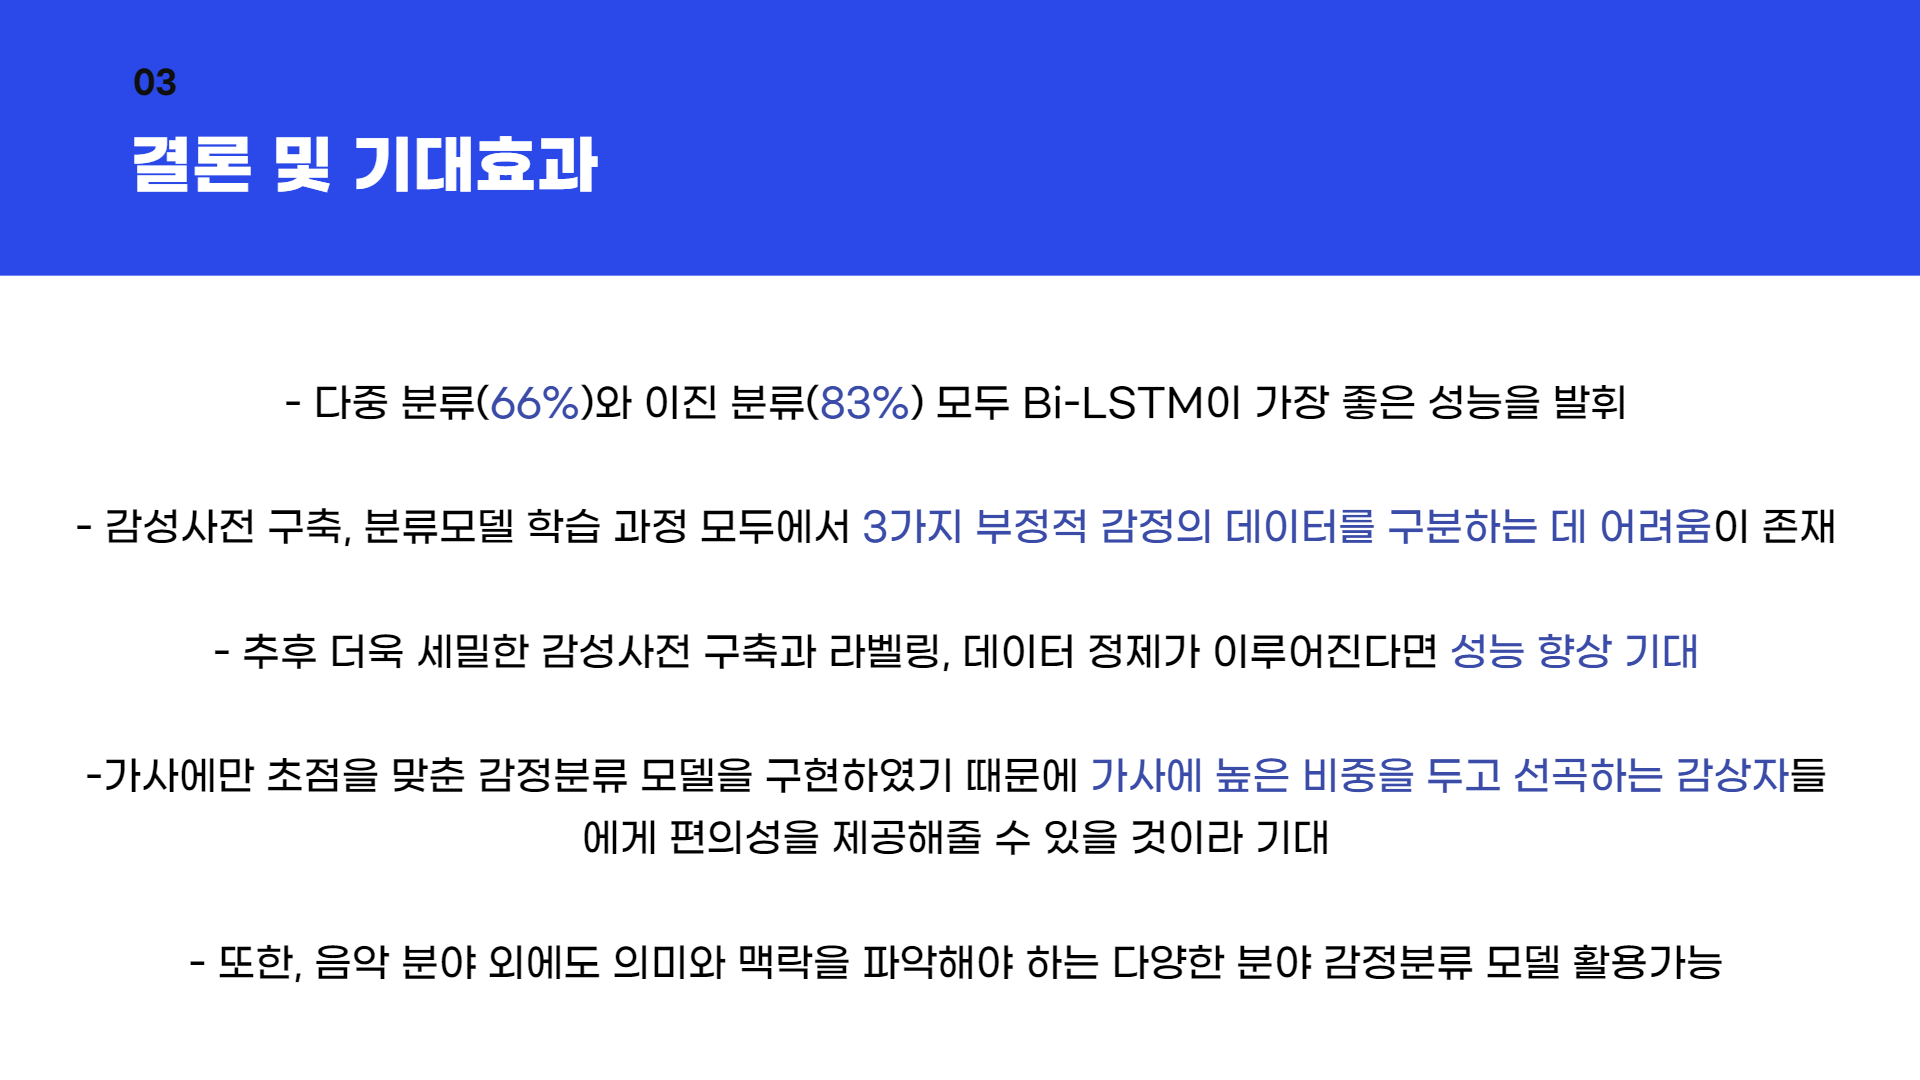 03
결론 및 기대효과
- 다중 분류(66%)와 이진 분류(83%) 모두 Bi-LSTM이 가장 좋은 성능을 발휘
- 감성사전 구축, 분류모델 학습 과정 모두에서 3가지 부정적 감정의 데이터를 구분하는 데 어려움이 존재
- 추후 더욱 세밀한 감성사전 구축과 라벨링, 데이터 정제가 이루어진다면 성능 향상 기대
-가사에만 초점을 맞춘 감정분류 모델을 구현하였기 때문에 가사에 높은 비중을 두고 선곡하는 감상자들
에게 편의성을 제공해줄 수 있을 것이라 기대
- 또한, 음악 분야 외에도 의미와 맥락을 파악해야 하는 다양한 분야 감정분류 모델 활용가능